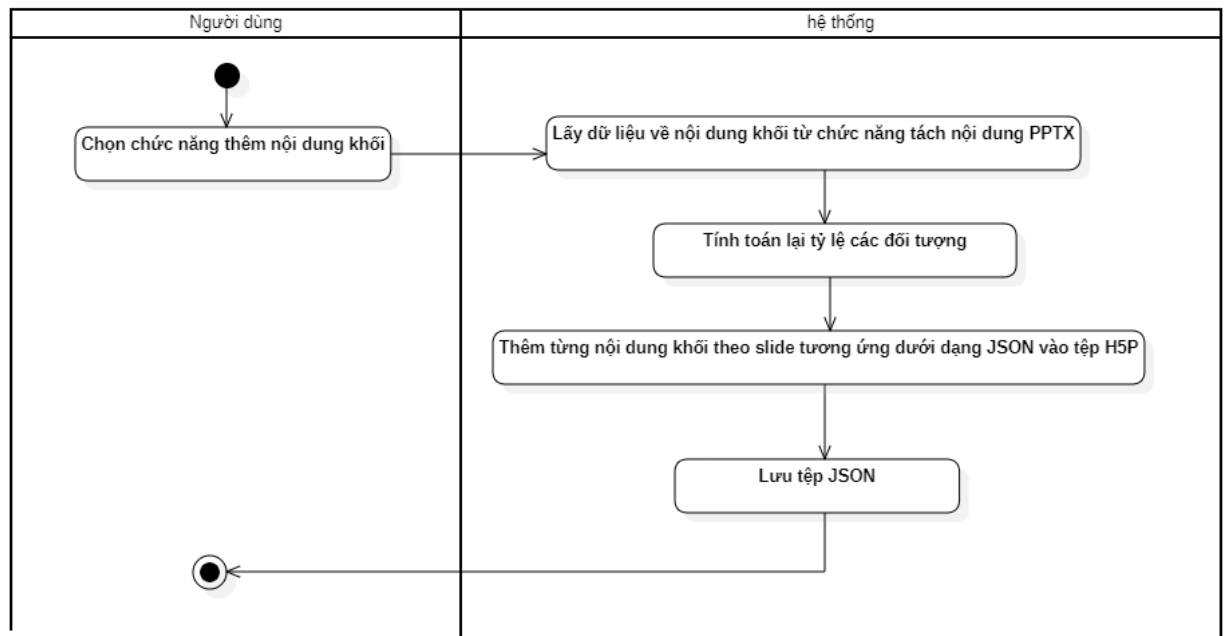 Người dùng
hệ thống
Chọn chức năng thêm nội dung khối
Lấy dữ liệu về nội dung khối từ chức năng tách nội dung PPTX
Tính toán lại tỷ lệ các đối tượng
Thêm từng nội dung khối theo slide tương ứng dưới dạng JSON vào tệp H5P
Lưu tệp JSON